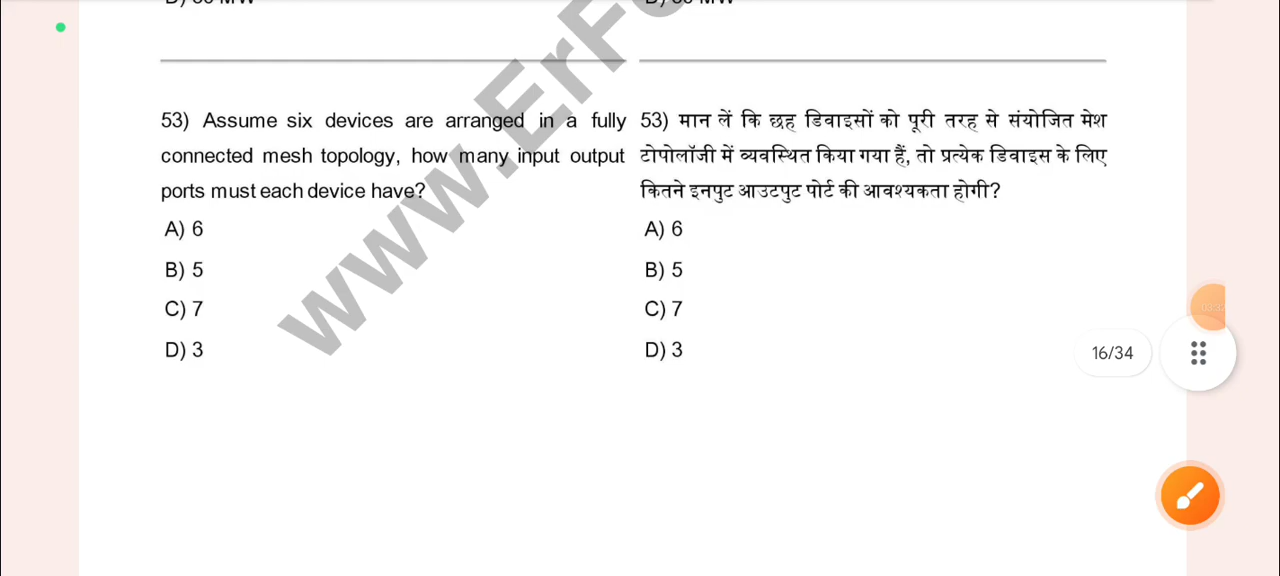 53) Assume six devices are arranged in a fully
connected mesh topology, how many input output
ports must each device have?
A) 6
B) 5
C) 7
D) 3
53) मान लें कि छह डिवाइसों को पूरी तरह से संयोजित मेश
टोपोलॉजी में व्यवस्थित किया गया हैं, तो प्रत्येक डिवाइस के लिए
कितने इनपुट आउटपुट पोर्ट की आवश्यकता होगी?
A) 6
B) 5
C) 7
D) 3
www.ErFo
16/34